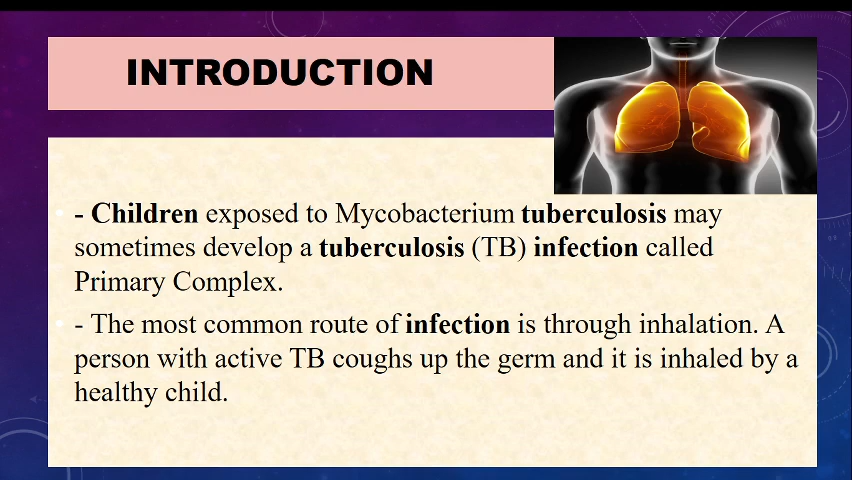 INTRODUCTION
- Children exposed to Mycobacterium tuberculosis may
sometimes develop a tuberculosis (TB) infection called
Primary Complex.
- The most common route of infection is through inhalation. A
person with active TB coughs up the germ and it is inhaled by a
healthy child.